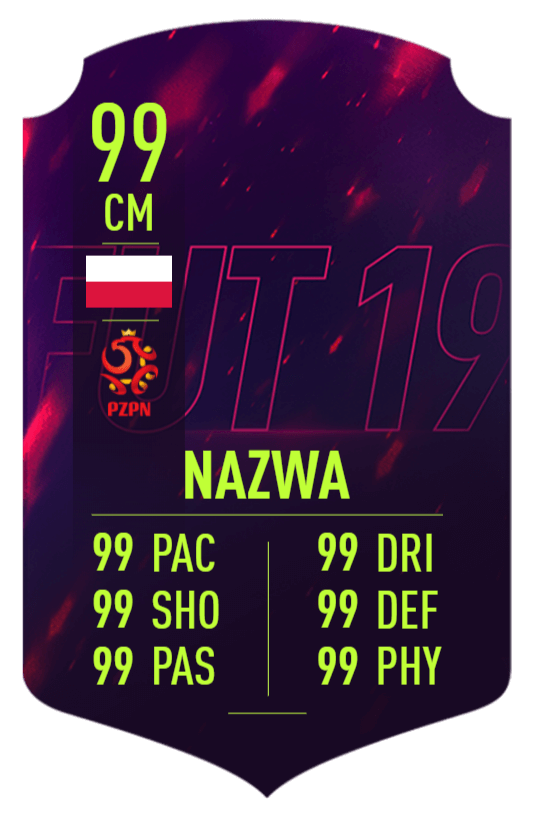 99
CM
FUT 19
PZPN
NAZWA
99 PAC
99 DRI
99 SHO
99 DEF
99 PAS
99 PHY